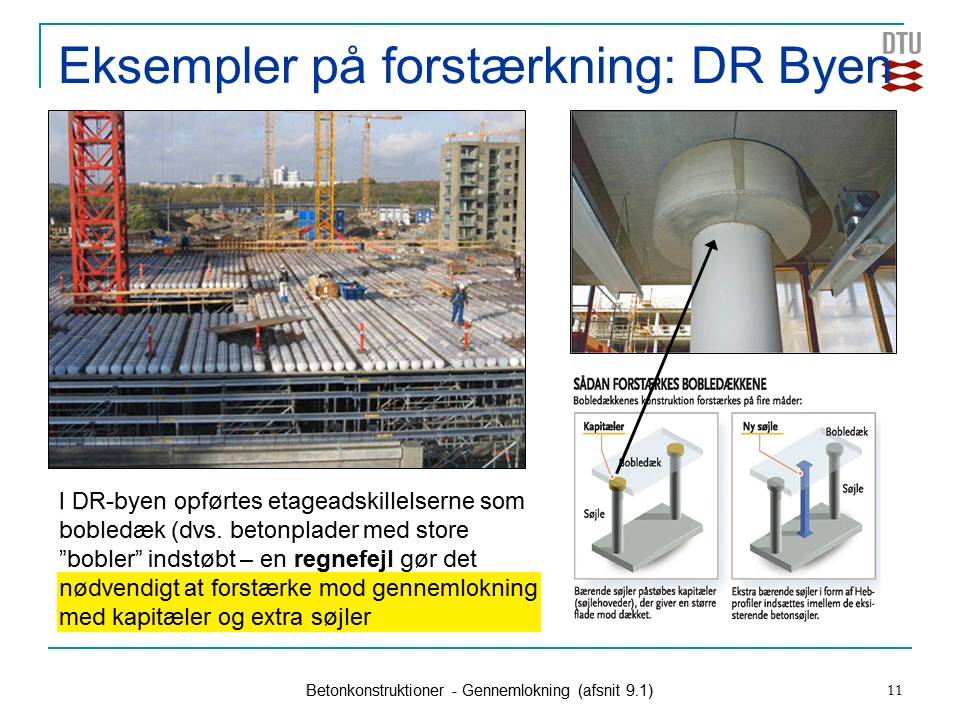 Eksempler på forstærkning: DR Byen
DTU
I DR-byen opførtes etageadskillelserne som
bobledæk (dvs. betonplader med store
”bobler” indstøbt – en regnefejl gør det
nødvendigt at forstærke mod gennemlokning
med kapitæler og extra søjler
SÅDAN FORSTÆRKES BOBLEDÆKKENE
Bobledækkenes konstruktion forstærkes på fire måder:
Kapitæler
Bobledæk
Søjle
Bærende søjler påstøbes kapitæler
(søjlehoveder), der giver en større
flade mod dækket.
Ny søjle
Bobledæk
Søjle
Ekstra bærende søjler i form af Heb-
profiler indsættes imellem de eksi-
sterende betonsøjler.
Betonkonstruktioner - Gennemlokning (afsnit 9.1)
11